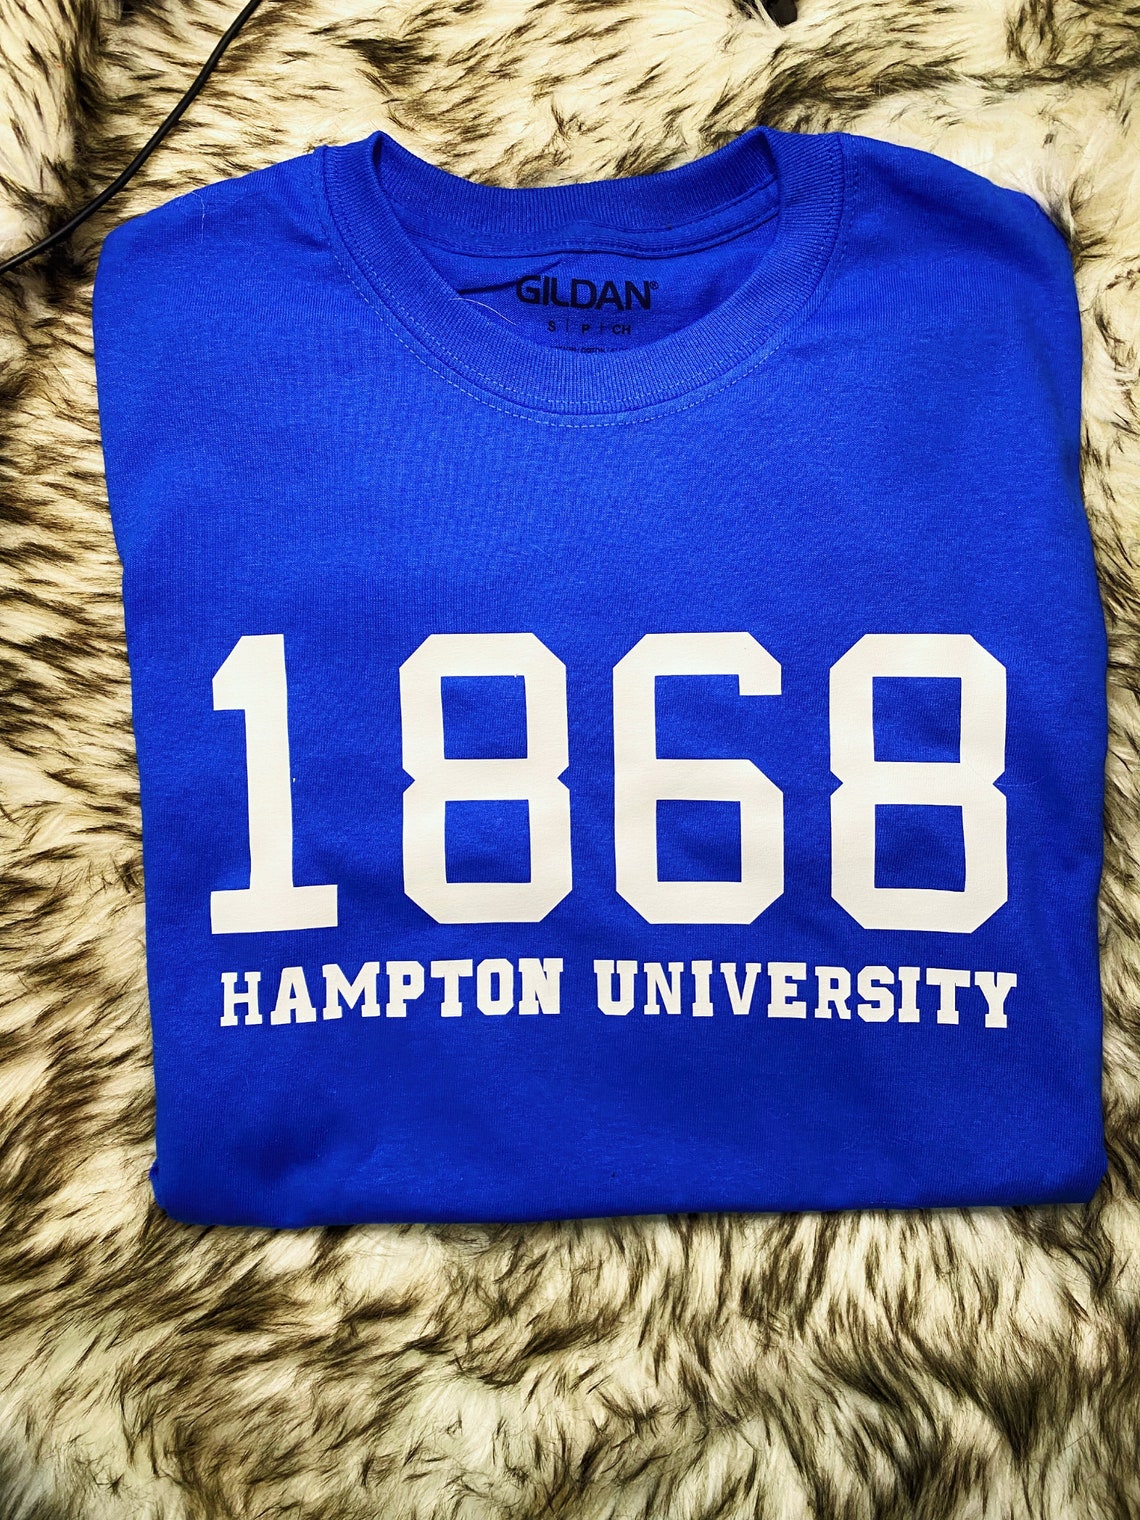 GILDAN®
S | P | CH
1868
HAMPTON UNIVERSITY